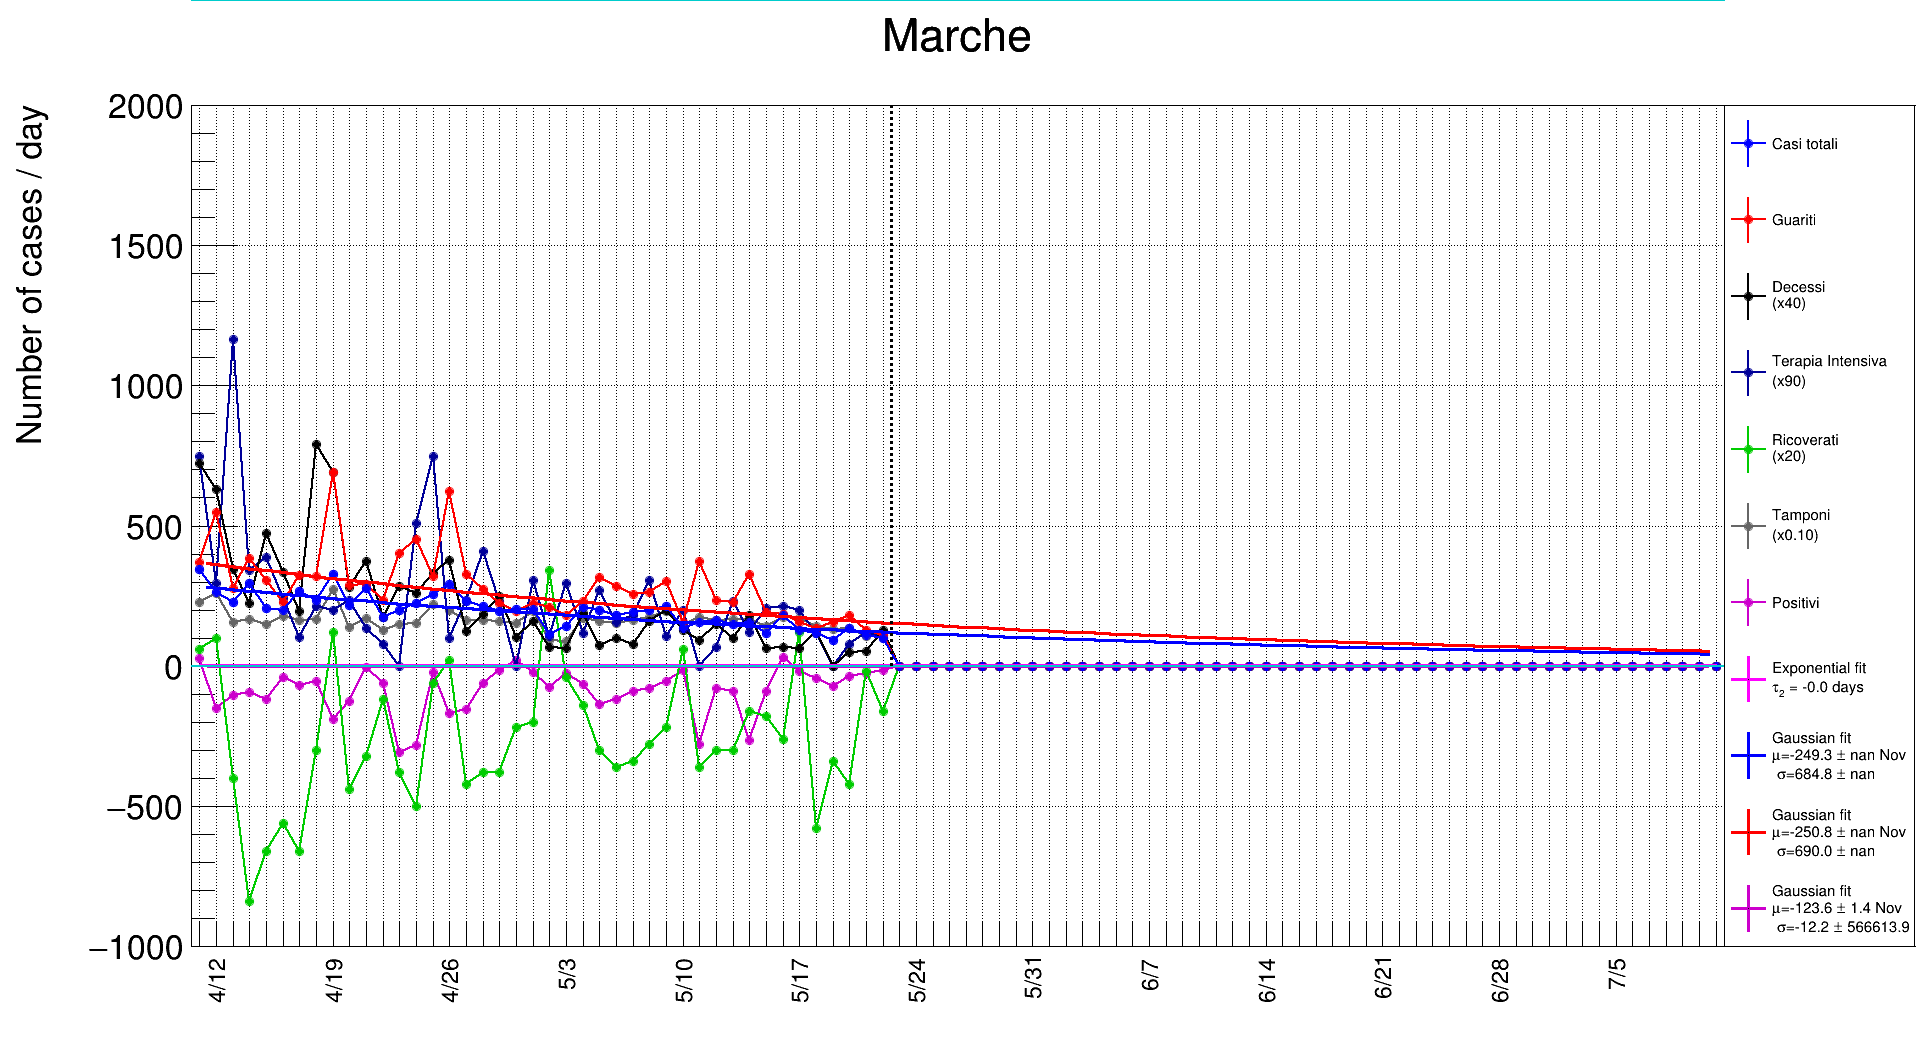 Marche
Number of cases / day
2000
1500
1000
500
0
−500
−1000
4/12
4/19
4/26
5/3
5/10
5/17
5/24
5/31
6/7
6/14
6/21
6/28
7/5
Casi totali
Guariti
Decessi
(x40)
Terapia Intensiva
(x90)
Ricoverati
(x20)
Tamponi
(x0.10)
Positivi
Exponential fit
τ₂ = -0.0 days
Gaussian fit
μ=-249.3 ± nan Nov
σ=684.8 ± nan
Gaussian fit
μ=-250.8 ± nan Nov
σ=690.0 ± nan
Gaussian fit
μ=-123.6 ± 1.4 Nov
σ=-12.2 ± 566613.9